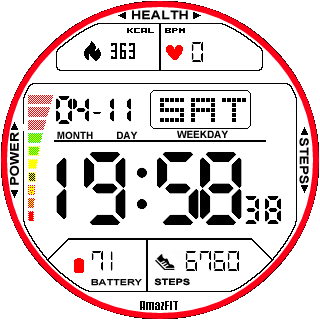 ◄ HEALTH ►
KCAL BPM
363 0
04-11 SAT
MONTH DAY WEEKDAY
◄ POWER ►
19:58 38
◄ STEPS ►
71 6760
BATTERY STEPS
AmazFIT